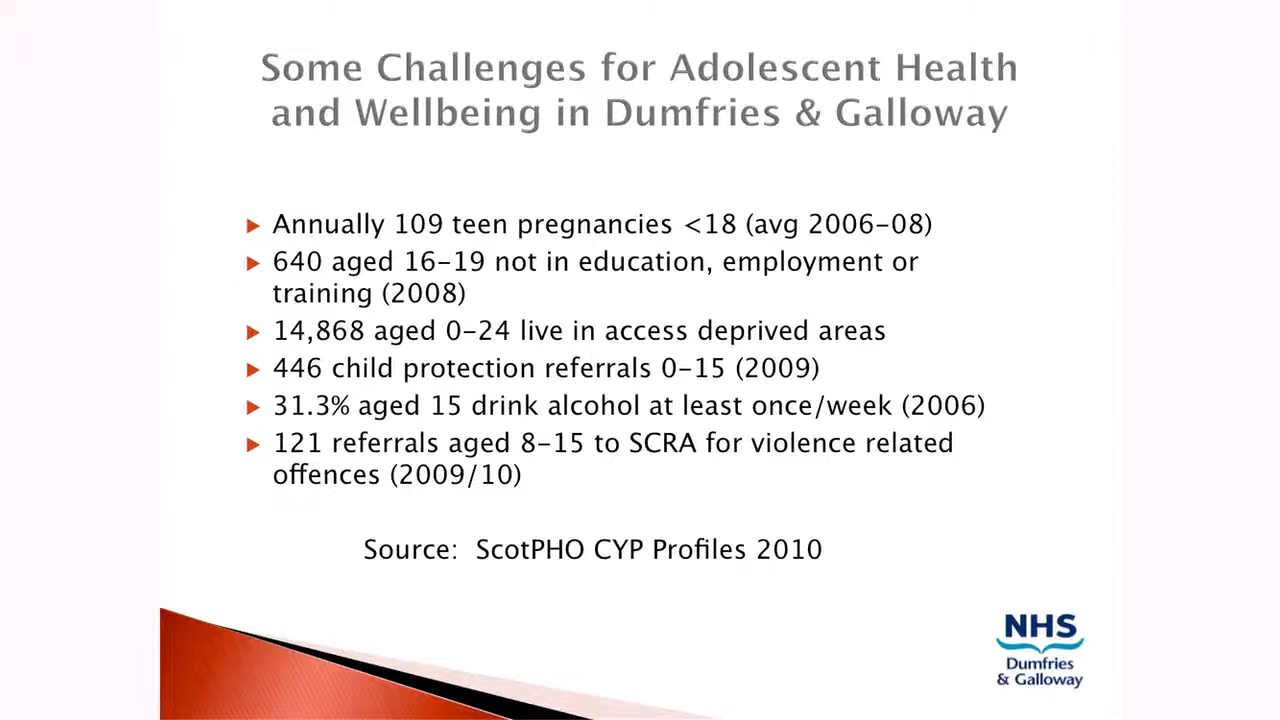 Some Challenges for Adolescent Health
and Wellbeing in Dumfries & Galloway
Annually 109 teen pregnancies <18 (avg 2006-08)
640 aged 16-19 not in education, employment or
training (2008)
14,868 aged 0-24 live in access deprived areas
446 child protection referrals 0-15 (2009)
31.3% aged 15 drink alcohol at least once/week (2006)
121 referrals aged 8-15 to SCRA for violence related
offences (2009/10)
Source: ScotPHO CYP Profiles 2010
NHS
Dumfries
& Galloway